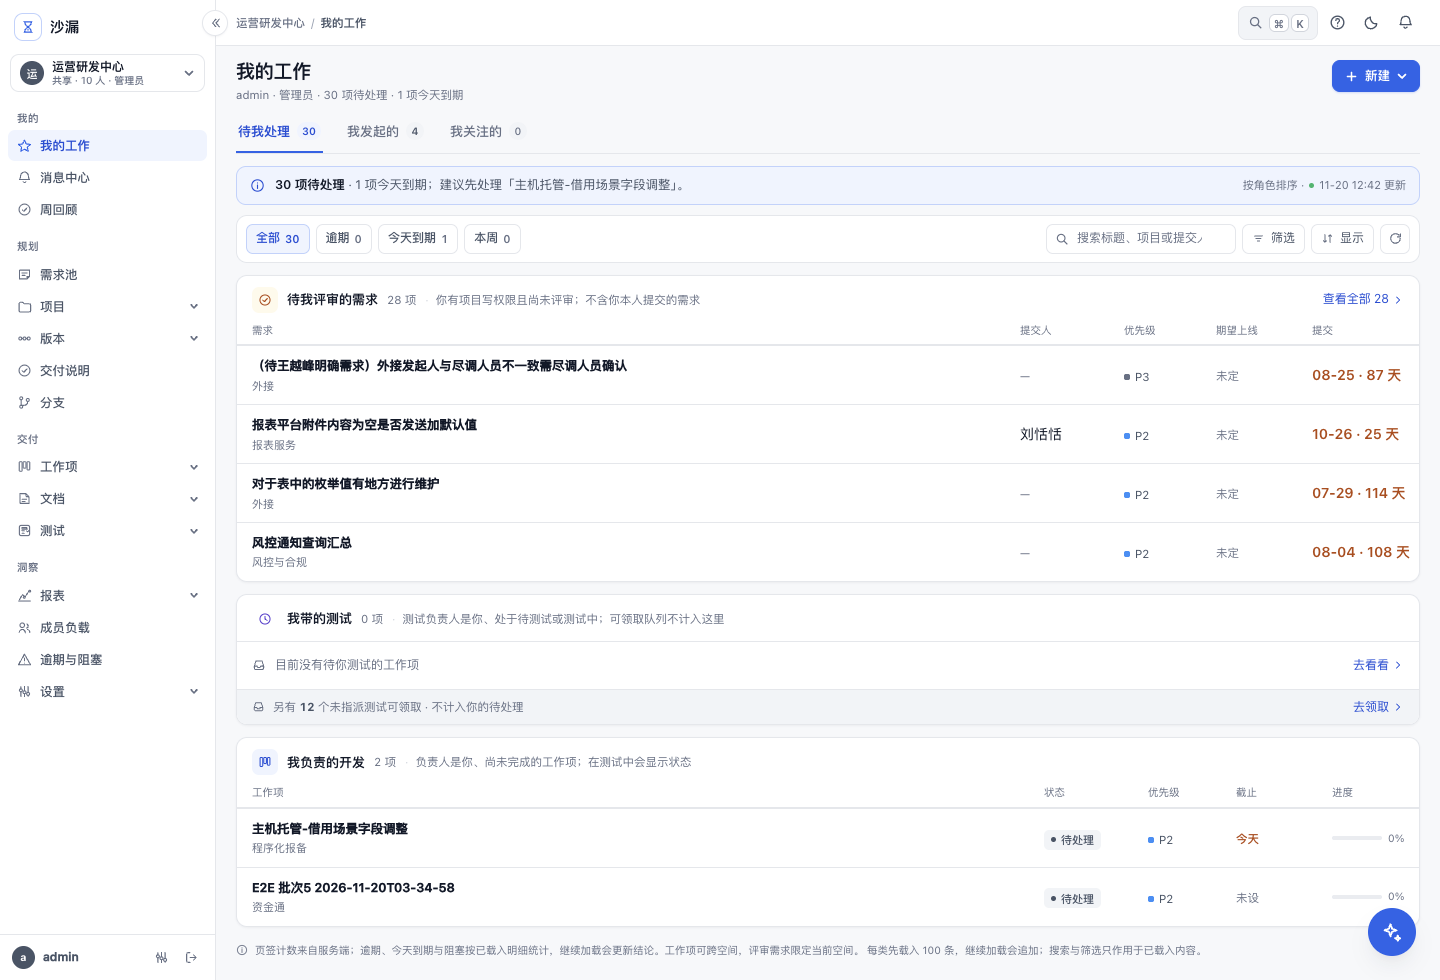 沙漏
运营研发中心 / 我的工作
⌘ K
运
运营研发中心
共享 · 10 人 · 管理员
我的
我的工作
消息中心
周回顾
规划
需求池
项目
版本
交付说明
分支
交付
工作项
文档
测试
洞察
报表
成员负载
逾期与阻塞
设置
a admin
我的工作
admin · 管理员 · 30 项待处理 · 1 项今天到期
新建
待我处理 30 我发起的 4 我关注的 0
30 项待处理 · 1 项今天到期；建议先处理「主机托管-借用场景字段调整」。
按角色排序 · 11-20 12:42 更新
全部 30 逾期 0 今天到期 1 本周 0
搜索标题、项目或提交
筛选 显示
待我评审的需求 28 项 · 你有项目写权限且尚未评审；不含你本人提交的需求
查看全部 28
需求 提交人 优先级 期望上线 提交
（待王越峰明确需求）外接发起人与尽调人员不一致需尽调人员确认
外接
— P3 未定 08-25 · 87 天
报表平台附件内容为空是否发送加默认值
报表服务
刘恬恬 P2 未定 10-26 · 25 天
对于表中的枚举值有地方进行维护
外接
— P2 未定 07-29 · 114 天
风控通知查询汇总
风控与合规
— P2 未定 08-04 · 108 天
我带的测试 0 项 · 测试负责人是你、处于待测试或测试中；可领取队列不计入这里
目前没有待你测试的工作项
去看看
另有 12 个未指派测试可领取 · 不计入你的待处理
去领取
我负责的开发 2 项 · 负责人是你、尚未完成的工作项；在测试中会显示状态
工作项 状态 优先级 截止 进度
主机托管-借用场景字段调整
程序化报备
待处理 P2 今天 0%
E2E 批次5 2026-11-20T03-34-58
资金通
待处理 P2 未设 0%
页签计数来自服务端；逾期、今天到期与阻塞按已载入明细统计，继续加载会更新结论。工作项可跨空间，评审需求限定当前空间。 每类先载入 100 条，继续加载会追加；搜索与筛选只作用于已载入内容。